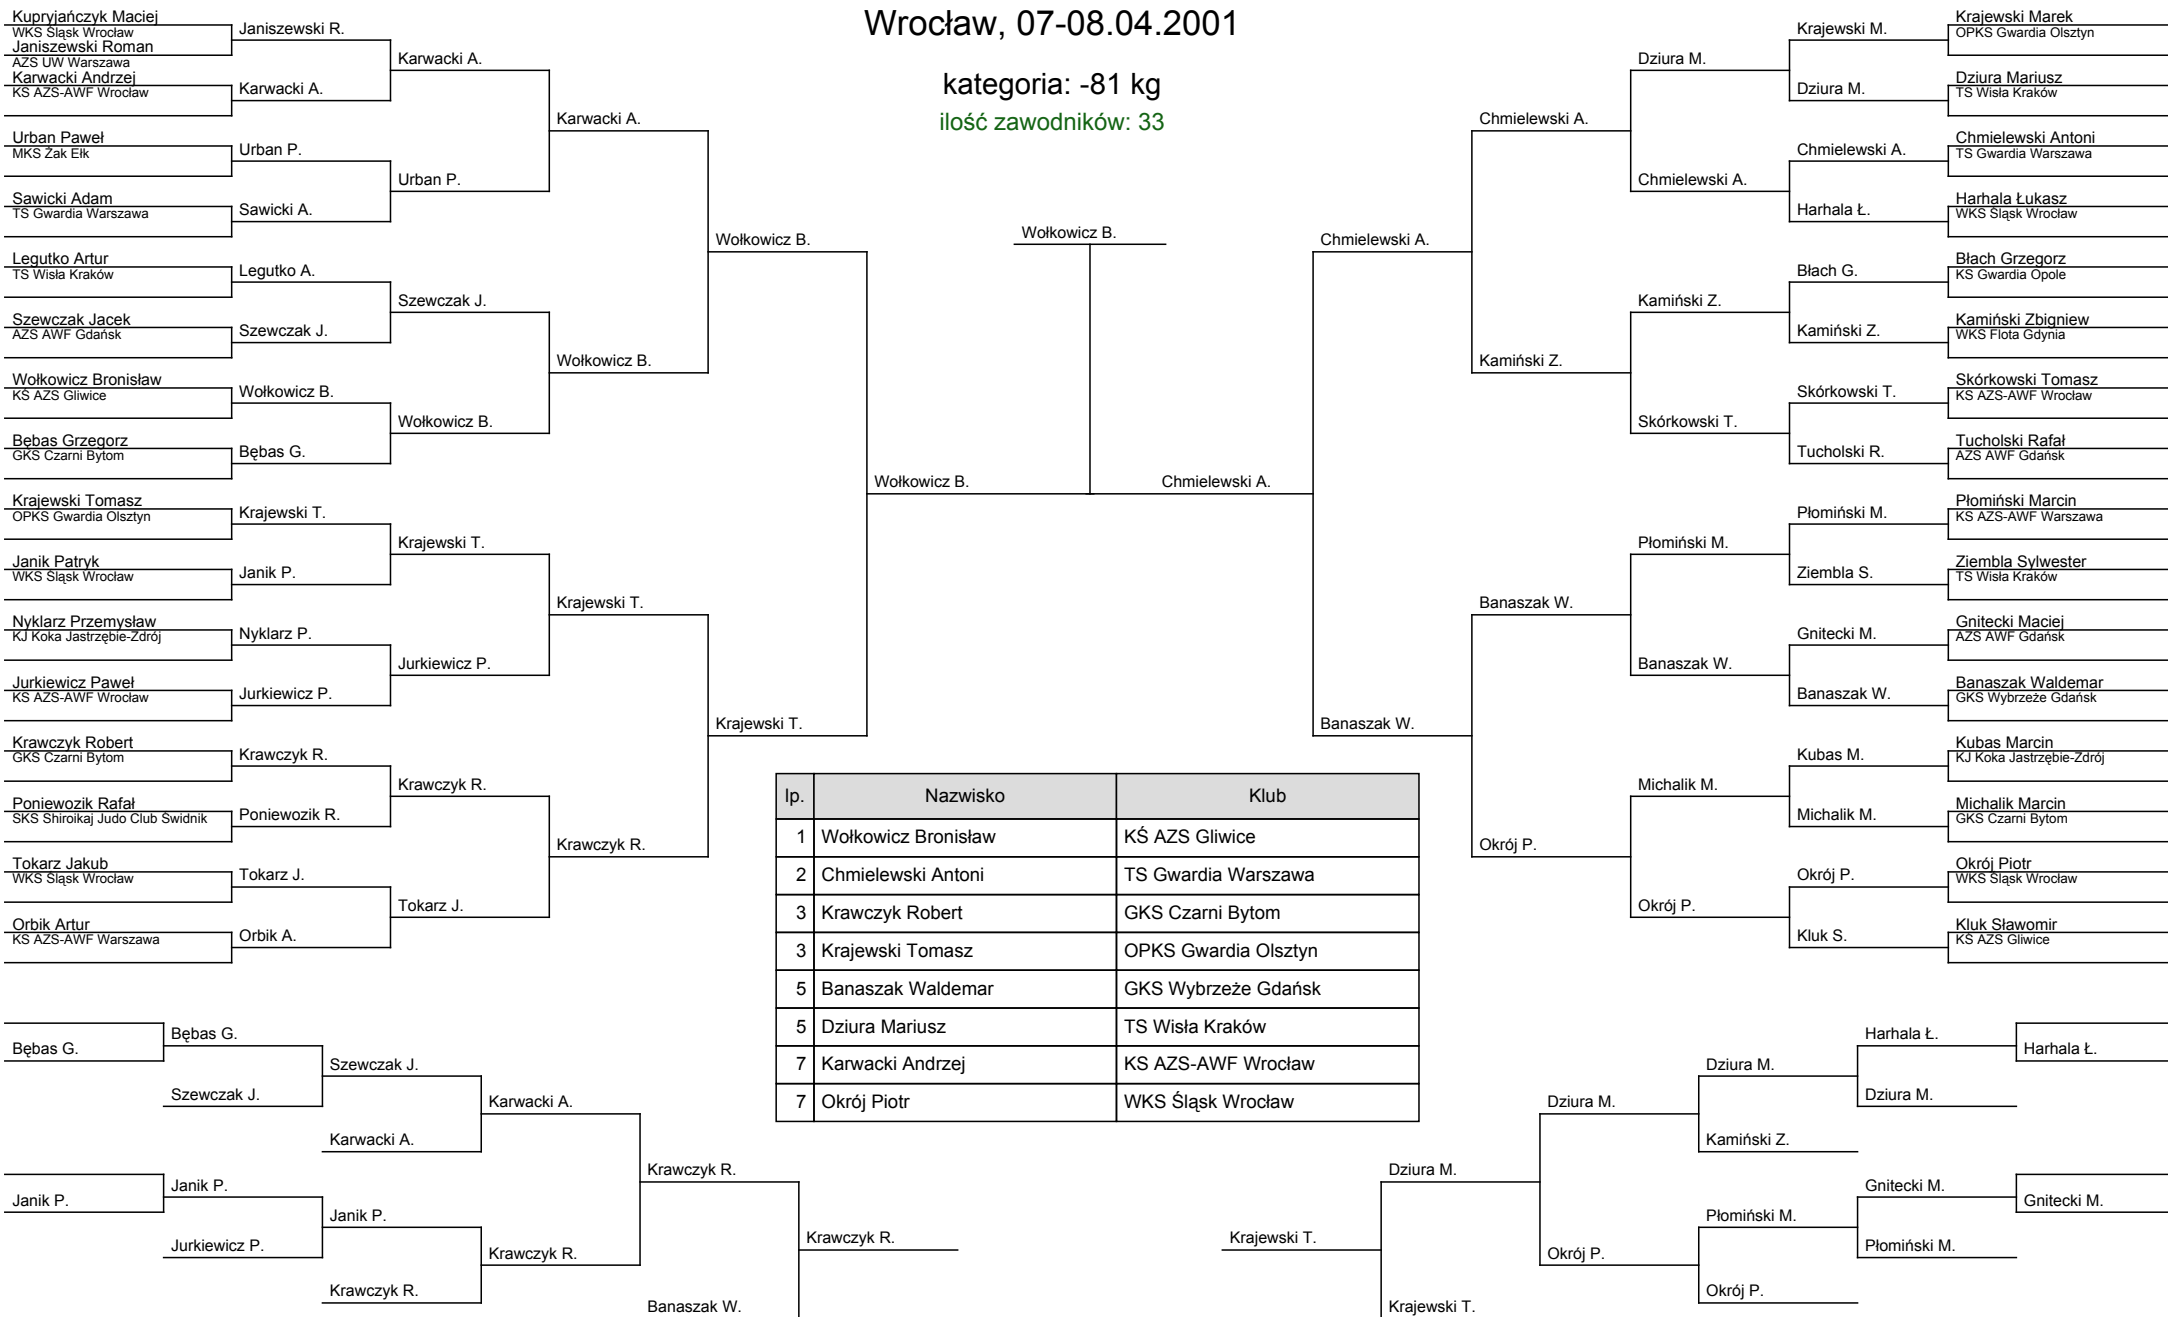 Wrocław, 07-08.04.2001
kategoria: -81 kg
ilość zawodników: 33
Kupryjańczyk Maciej
WKS Śląsk Wrocław
Janiszewski Roman
AZS UW Warszawa
Karwacki Andrzej
KS AZS-AWF Wrocław
Urban Paweł
MKS Żak Ełk
Sawicki Adam
TS Gwardia Warszawa
Legutko Artur
TS Wisła Kraków
Szewczak Jacek
AZS AWF Gdańsk
Wołkowicz Bronisław
KŚ AZS Gliwice
Bębas Grzegorz
GKS Czarni Bytom
Krajewski Tomasz
OPKS Gwardia Olsztyn
Janik Patryk
WKS Śląsk Wrocław
Nyklarz Przemysław
KJ Koka Jastrzębie-Zdrój
Jurkiewicz Paweł
KS AZS-AWF Wrocław
Krawczyk Robert
GKS Czarni Bytom
Poniewozik Rafał
SKS Shiroikaj Judo Club Świdnik
Tokarz Jakub
WKS Śląsk Wrocław
Orbik Artur
KS AZS-AWF Warszawa
Janiszewski R.
Karwacki A.
Urban P.
Sawicki A.
Legutko A.
Szewczak J.
Wołkowicz B.
Bębas G.
Krajewski T.
Janik P.
Nyklarz P.
Jurkiewicz P.
Krawczyk R.
Poniewozik R.
Tokarz J.
Orbik A.
Karwacki A.
Urban P.
Szewczak J.
Wołkowicz B.
Krajewski T.
Jurkiewicz P.
Krawczyk R.
Tokarz J.
Karwacki A.
Wołkowicz B.
Krajewski T.
Krawczyk R.
Wołkowicz B.
Krajewski T.
Wołkowicz B.
Wołkowicz B.
Chmielewski A.
Chmielewski A.
Banaszak W.
Chmielewski A.
Kamiński Z.
Banaszak W.
Okrój P.
Dziura M.
Chmielewski A.
Kamiński Z.
Skórkowski T.
Płomiński M.
Banaszak W.
Michalik M.
Okrój P.
Krajewski M.
Dziura M.
Chmielewski A.
Harhala Ł.
Błach G.
Kamiński Z.
Skórkowski T.
Tucholski R.
Płomiński M.
Ziembla S.
Gnitecki M.
Banaszak W.
Kubas M.
Michalik M.
Okrój P.
Kluk S.
Krajewski Marek
OPKS Gwardia Olsztyn
Dziura Mariusz
TS Wisła Kraków
Chmielewski Antoni
TS Gwardia Warszawa
Harhala Łukasz
WKS Śląsk Wrocław
Błach Grzegorz
KS Gwardia Opole
Kamiński Zbigniew
WKS Flota Gdynia
Skórkowski Tomasz
KS AZS-AWF Wrocław
Tucholski Rafał
AZS AWF Gdańsk
Płomiński Marcin
KS AZS-AWF Warszawa
Ziembla Sylwester
TS Wisła Kraków
Gnitecki Maciej
AZS AWF Gdańsk
Banaszak Waldemar
GKS Wybrzeże Gdańsk
Kubas Marcin
KJ Koka Jastrzębie-Zdrój
Michalik Marcin
GKS Czarni Bytom
Okrój Piotr
WKS Śląsk Wrocław
Kluk Sławomir
KŚ AZS Gliwice
lp. Nazwisko Klub
1 Wołkowicz Bronisław KŚ AZS Gliwice
2 Chmielewski Antoni TS Gwardia Warszawa
3 Krawczyk Robert GKS Czarni Bytom
3 Krajewski Tomasz OPKS Gwardia Olsztyn
5 Banaszak Waldemar GKS Wybrzeże Gdańsk
5 Dziura Mariusz TS Wisła Kraków
7 Karwacki Andrzej KS AZS-AWF Wrocław
7 Okrój Piotr WKS Śląsk Wrocław
Bębas G.
Janik P.
Bębas G.
Szewczak J.
Janik P.
Jurkiewicz P.
Szewczak J.
Karwacki A.
Janik P.
Krawczyk R.
Karwacki A.
Krawczyk R.
Krawczyk R.
Banaszak W.
Krawczyk R.
Krajewski T.
Dziura M.
Krajewski T.
Dziura M.
Okrój P.
Dziura M.
Kamiński Z.
Płomiński M.
Okrój P.
Harhala Ł.
Dziura M.
Gnitecki M.
Płomiński M.
Harhala Ł.
Gnitecki M.